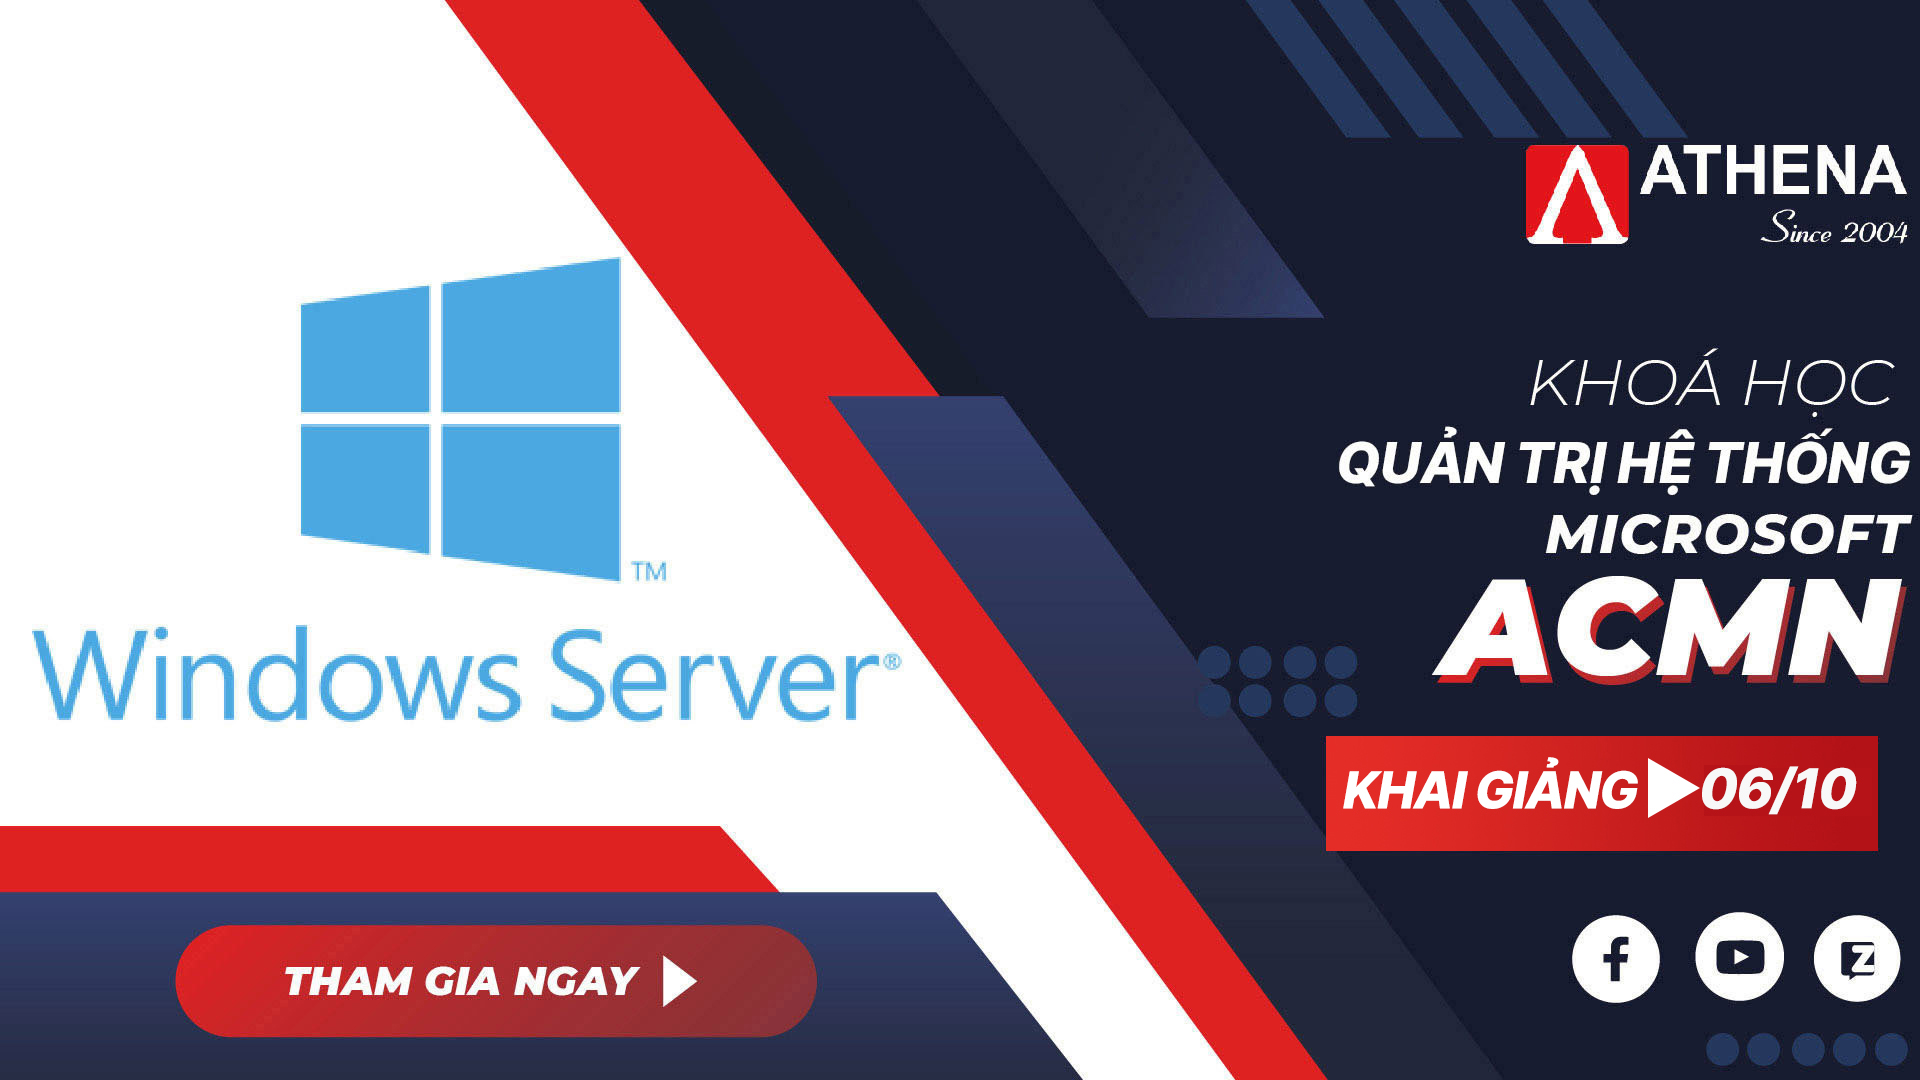 ATHENA
Since 2004
KHOÁ HỌC
QUẢN TRỊ HỆ THỐNG
MICROSOFT
ACMN
KHAI GIẢNG 06/10
TM
Windows Server®
THAM GIA NGAY